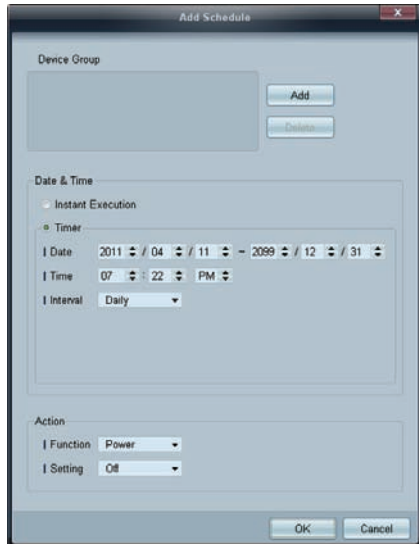 Add Schedule
Device Group
Add
Delete
Date & Time
Instant Execution
Timer
Date 2011 / 04 / 11 ~ 2099 / 12 / 31
Time 07 : 22 PM
Interval Daily
Action
Function Power
Setting Off
OK Cancel